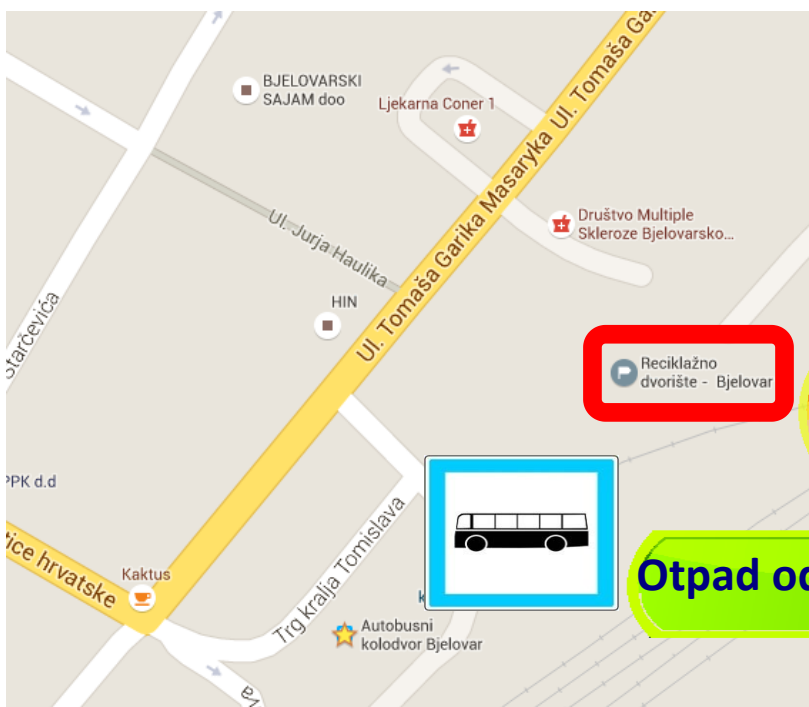 Ul. Tomaša Ga
BJELOVARSKI
SAJAM doo
Ljekarna Coner 1
Ul. Tomaša Garika Masaryka
Društvo Multiple
Skleroze Bjelovarsko...
Ul. Jurja Haulika
Starčevića
HIN
Reciklažno
dvorište - Bjelovar
PPK d.d
tice hrvatske
Kaktus
Trg kralja Tomislava
Otpad od
k
Autobusni
kolodvor Bjelovar
va